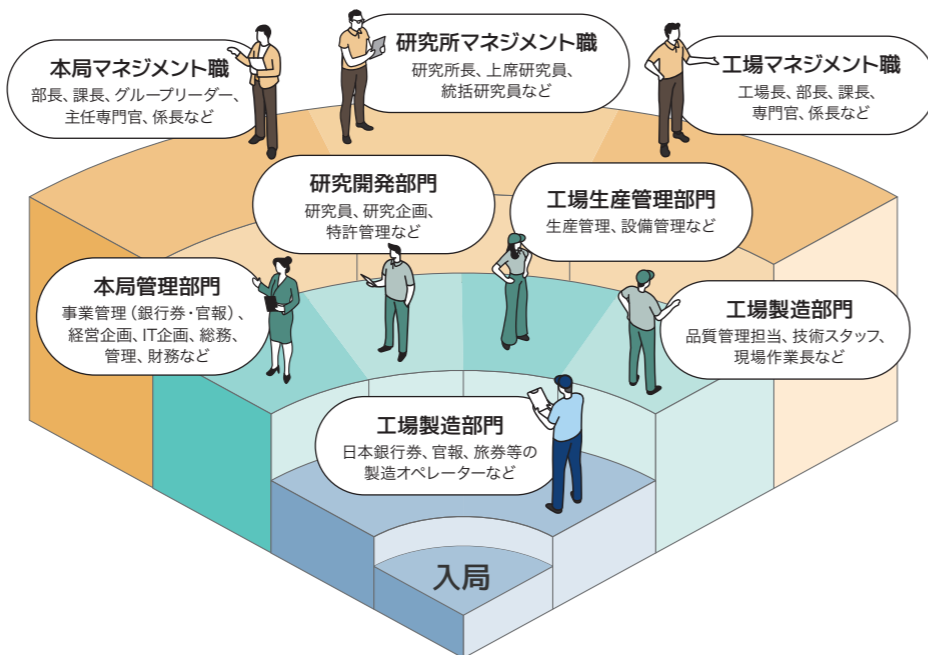 本局マネジメント職
部長、課長、グループリーダー、
主任専門官、係長など
研究所マネジメント職
研究所長、上席研究員、
統括研究員など
工場マネジメント職
工場長、部長、課長、
専門官、係長など
研究開発部門
研究員、研究企画、
特許管理など
工場生産管理部門
生産管理、設備管理など
本局管理部門
事業管理（銀行券・官報）、
経営企画、IT企画、総務、
管理、財務など
工場製造部門
品質管理担当、技術スタッフ、
現場作業長など
工場製造部門
日本銀行券、官報、旅券等の
製造オペレーターなど
入局